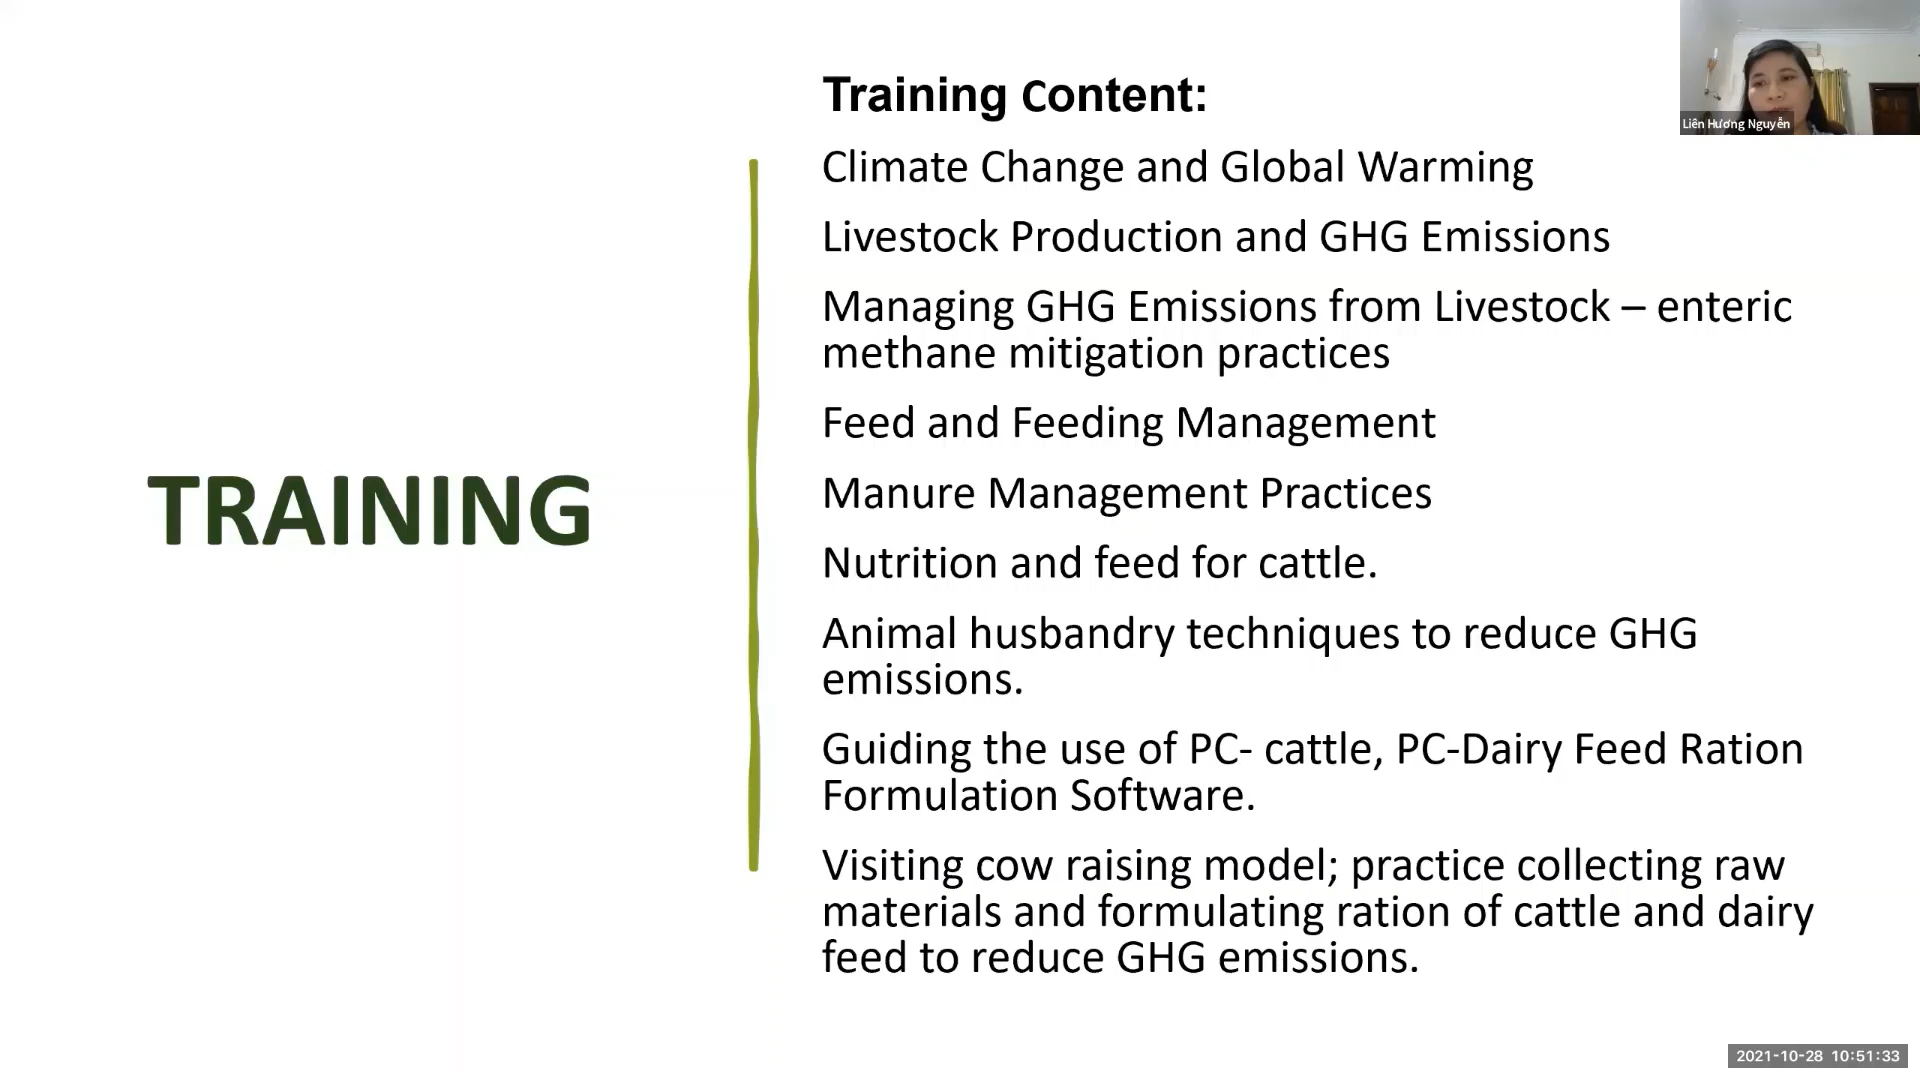 TRAINING
Training Content:
Climate Change and Global Warming
Livestock Production and GHG Emissions
Managing GHG Emissions from Livestock – enteric
methane mitigation practices
Feed and Feeding Management
Manure Management Practices
Nutrition and feed for cattle.
Animal husbandry techniques to reduce GHG
emissions.
Guiding the use of PC- cattle, PC-Dairy Feed Ration
Formulation Software.
Visiting cow raising model; practice collecting raw
materials and formulating ration of cattle and dairy
feed to reduce GHG emissions.
Liên Hương Nguyễn
2021-10-28 10:51:33